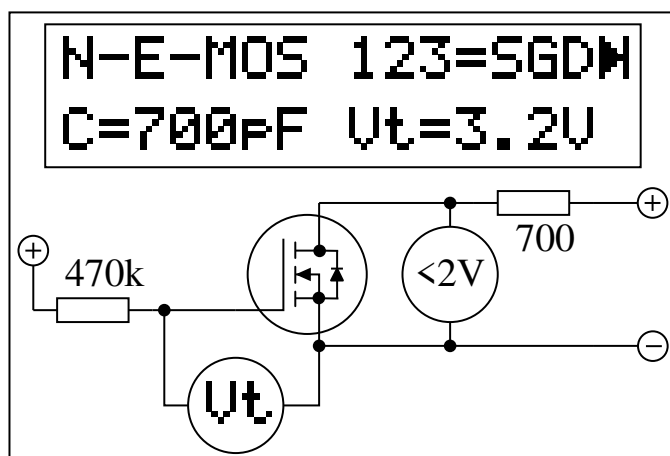 N-E-MOS 123=SGD
C=700pF Vt=3.2V
+
+
700
470k
<2V
−
Vt